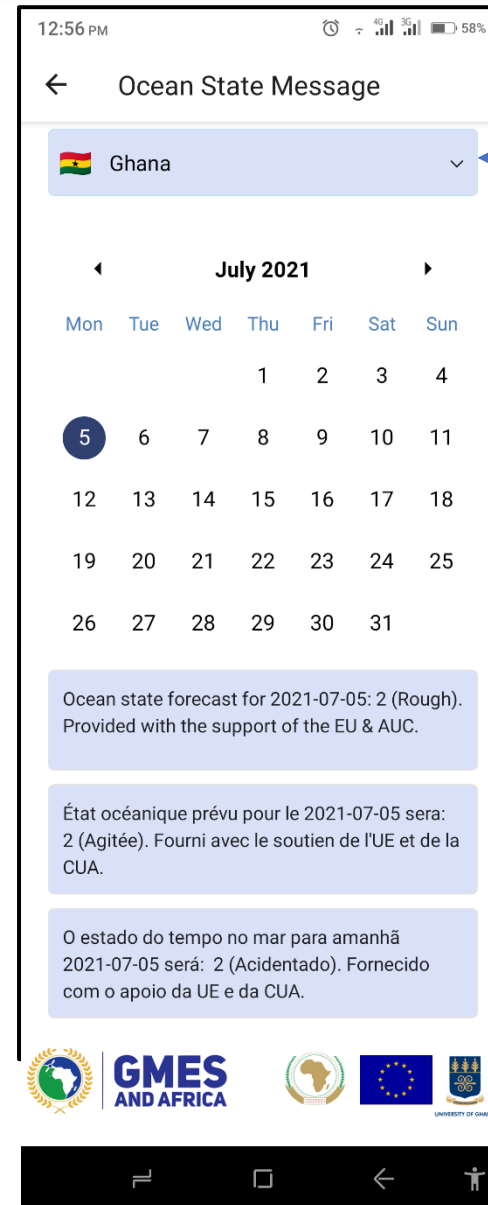 12:56 PM 4G 3G 58%
Ocean State Message
Ghana
July 2021
Mon Tue Wed Thu Fri Sat Sun
1 2 3 4
5 6 7 8 9 10 11
12 13 14 15 16 17 18
19 20 21 22 23 24 25
26 27 28 29 30 31
Ocean state forecast for 2021-07-05: 2 (Rough).
Provided with the support of the EU & AUC.
État océanique prévu pour le 2021-07-05 sera:
2 (Agitée). Fourni avec le soutien de l'UE et de la
CUA.
O estado do tempo no mar para amanhã
2021-07-05 será: 2 (Acidentado). Fornecido
com o apoio da UE e da CUA.
GMES
AND AFRICA
UNIVERSITY OF GHA